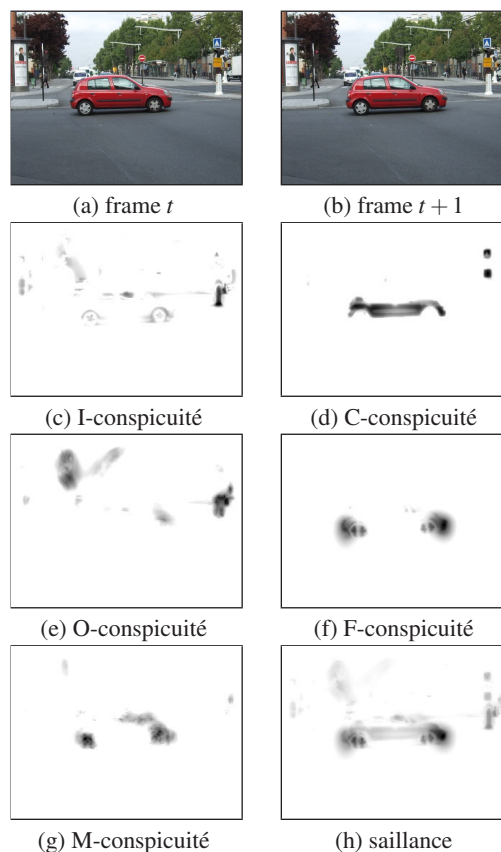 (a) frame t
(b) frame t + 1
(c) I-conspicuité
(d) C-conspicuité
(e) O-conspicuité
(f) F-conspicuité
(g) M-conspicuité
(h) saillance